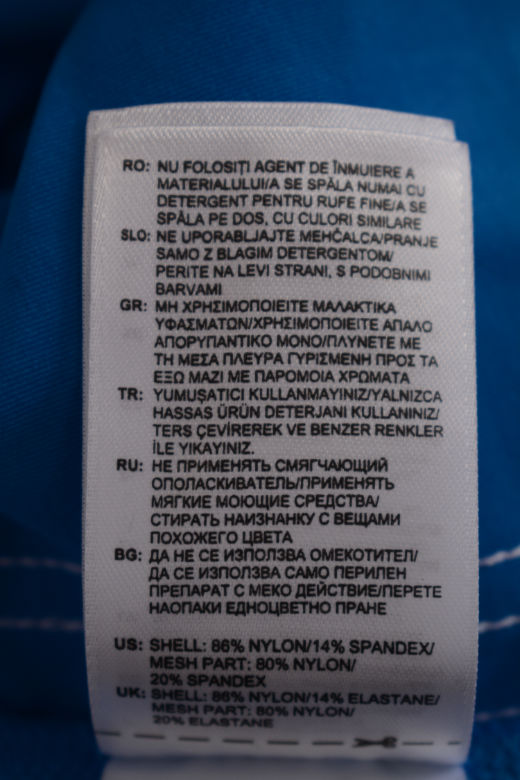 RO: NU FOLOSIȚI AGENT DE ÎNMUIERE A
MATERIALULUI/A SE SPĂLA NUMAI CU
DETERGENT PENTRU RUFE FINE/A SE
SPĂLA PE DOS, CU CULORI SIMILARE
SLO: NE UPORABLJAJTE MEHČALCA/PRANJE
SAMO Z BLAGIM DETERGENTOM/
PERITE NA LEVI STRANI, S PODOBNIMI
BARVAMI
GR: ΜΗ ΧΡΗΣΙΜΟΠΟΙΕΙΤΕ ΜΑΛΑΚΤΙΚΑ
ΥΦΑΣΜΑΤΩΝ/ΧΡΗΣΙΜΟΠΟΙΕΙΤΕ ΑΠΑΛΟ
ΑΠΟΡΥΠΑΝΤΙΚΟ ΜΟΝΟ/ΠΛΥΝΕΤΕ ΜΕ
ΤΗ ΜΕΣΑ ΠΛΕΥΡΑ ΓΥΡΙΣΜΕΝΗ ΠΡΟΣ ΤΑ
ΕΞΩ ΜΑΖΙ ΜΕ ΠΑΡΟΜΟΙΑ ΧΡΩΜΑΤΑ
TR: YUMUŞATICI KULLANMAYINIZ/YALNIZCA
HASSAS ÜRÜN DETERJANI KULLANINIZ/
TERS ÇEVİREREK VE BENZER RENKLER
İLE YIKAYINIZ.
RU: НЕ ПРИМЕНЯТЬ СМЯГЧАЮЩИЙ
ОПОЛАСКИВАТЕЛЬ/ПРИМЕНЯТЬ
МЯГКИЕ МОЮЩИЕ СРЕДСТВА/
СТИРАТЬ НАИЗНАНКУ С ВЕЩАМИ
ПОХОЖЕГО ЦВЕТА
BG: ДА НЕ СЕ ИЗПОЛЗВА ОМЕКОТИТЕЛ/
ДА СЕ ИЗПОЛЗВА САМО ПЕРИЛЕН
ПРЕПАРАТ С МЕКО ДЕЙСТВИЕ/ПЕРЕТЕ
НАОПАКИ ЕДНОЦВЕТНО ПРАНЕ
US: SHELL: 86% NYLON/14% SPANDEX/
MESH PART: 80% NYLON/
20% SPANDEX
UK: SHELL: 86% NYLON/14% ELASTANE/
MESH PART: 80% NYLON/
20% ELASTANE